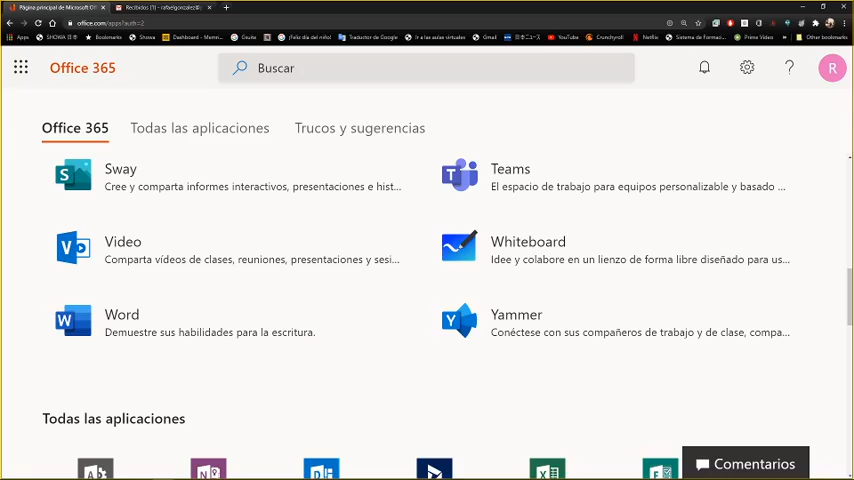 Página principal de Microsoft Off
Recibidos (1) - rafaelgonzalez@
office.com/apps?auth=2
Apps
SHOWA 日本
Bookmarks
Showa
Gsuite
¡feliz día del niño!
Traductor de Google
Ir a las aulas virtuales
Gmail
YouTube
Crunchyroll
Netflix
Sistema de Formac...
Prime Video
Other bookmarks
Office 365
Buscar
R
Office 365
Todas las aplicaciones
Trucos y sugerencias
Sway
Cree y comparta informes interactivos, presentaciones e hist...
Teams
El espacio de trabajo para equipos personalizable y basado ...
Video
Comparta vídeos de clases, reuniones, presentaciones y sesi...
Whiteboard
Idee y colabore en un lienzo de forma libre diseñado para us...
Word
Demuestre sus habilidades para la escritura.
Yammer
Conéctese con sus compañeros de trabajo y de clase, compa...
Todas las aplicaciones
Comentarios